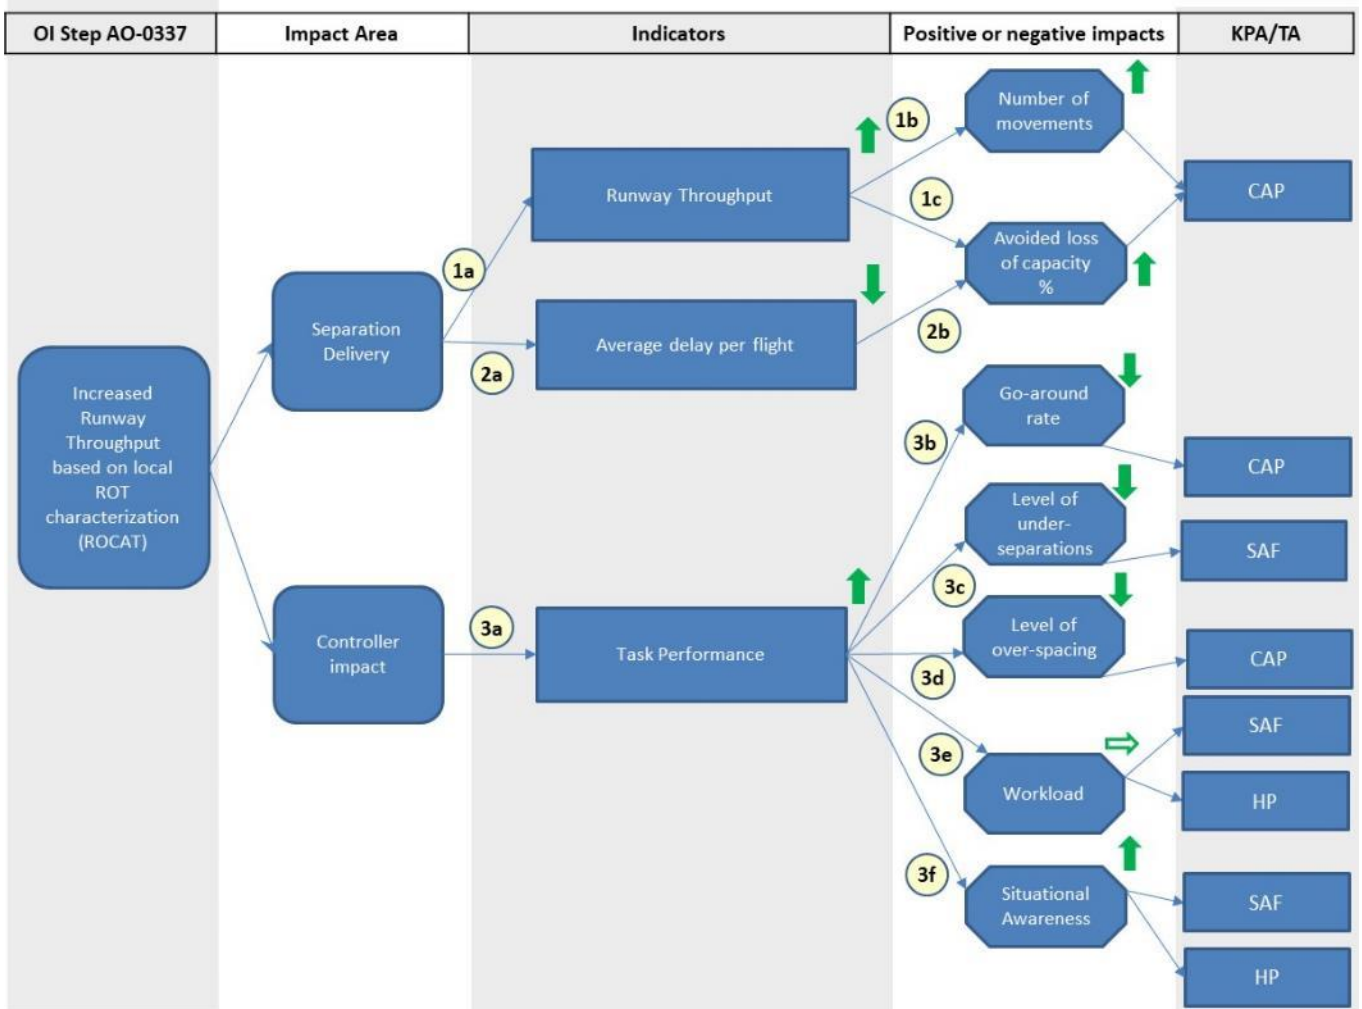 OI Step AO-0337
Impact Area
Indicators
Positive or negative impacts
KPA/TA
Increased
Runway
Throughput
based on local
ROT
characterization
(ROCAT)
Separation
Delivery
Controller
impact
1a
2a
3a
Runway Throughput
Average delay per flight
Task Performance
1b
1c
2b
3b
3c
3d
3e
3f
Number of
movements
Avoided loss
of capacity
%
Go-around
rate
Level of
under-
separations
Level of
over-spacing
Workload
Situational
Awareness
CAP
CAP
SAF
CAP
SAF
HP
SAF
HP